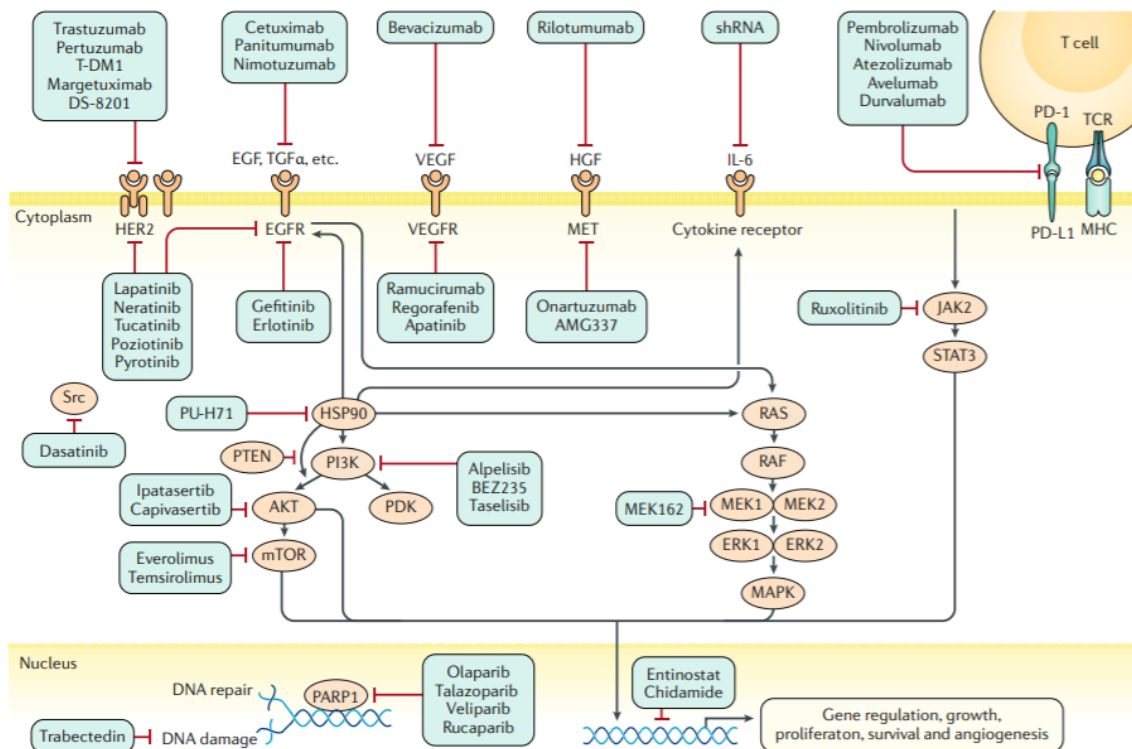 Trastuzumab
Pertuzumab
T-DM1
Margetuximab
DS-8201
Cetuximab
Panitumumab
Nimotuzumab
Bevacizumab
Rilotumumab
shRNA
Pembrolizumab
Nivolumab
Atezolizumab
Avelumab
Durvalumab
T cell
PD-1
TCR
EGF, TGFα, etc.
VEGF
HGF
IL-6
Cytoplasm
HER2
EGFR
VEGFR
MET
Cytokine receptor
PD-L1
MHC
Lapatinib
Neratinib
Tucatinib
Poziotinib
Pyrotinib
Gefitinib
Erlotinib
Ramucirumab
Regorafenib
Apatinib
Onartuzumab
AMG337
Ruxolitinib
JAK2
STAT3
Src
Dasatinib
PU-H71
HSP90
RAS
PTEN
PI3K
Alpelisib
BEZ235
Taselisib
RAF
Ipatasertib
Capivasertib
AKT
PDK
MEK162
MEK1
MEK2
Everolimus
Temsirolimus
mTOR
ERK1
ERK2
MAPK
Nucleus
DNA repair
PARP1
Olaparib
Talazoparib
Veliparib
Rucaparib
Entinostat
Chidamide
Trabectedin
DNA damage
Gene regulation, growth,
proliferaton, survival and angiogenesis